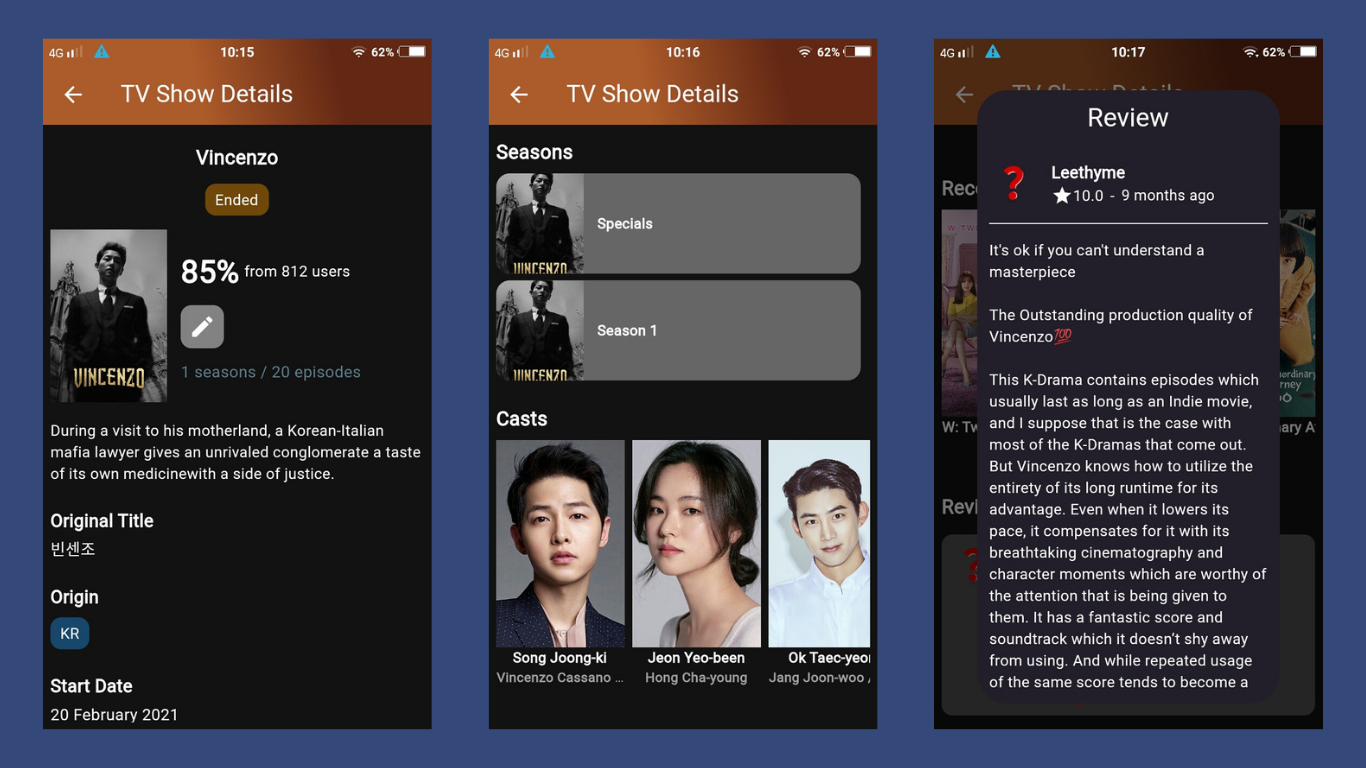 4G 10:15 62%
TV Show Details
Vincenzo
Ended
85% from 812 users
VINCENZO
1 seasons / 20 episodes
During a visit to his motherland, a Korean-Italian
mafia lawyer gives an unrivaled conglomerate a taste
of its own medicinewith a side of justice.
Original Title
빈센조
Origin
KR
Start Date
20 February 2021
4G 10:16 62%
TV Show Details
Seasons
VINCENZO
Specials
VINCENZO
Season 1
Casts
Song Joong-ki
Vincenzo Cassano ...
Jeon Yeo-been
Hong Cha-young
Ok Taec-yeo
Jang Joon-woo /
4G 10:17 62%
TV Show Details
Review
Leethyme
10.0 - 9 months ago
It's ok if you can't understand a
masterpiece
The Outstanding production quality of
Vincenzo💯
This K-Drama contains episodes which
usually last as long as an Indie movie,
and I suppose that is the case with
most of the K-Dramas that come out.
But Vincenzo knows how to utilize the
entirety of its long runtime for its
advantage. Even when it lowers its
pace, it compensates for it with its
breathtaking cinematography and
character moments which are worthy of
the attention that is being given to
them. It has a fantastic score and
soundtrack which it doesn't shy away
from using. And while repeated usage
of the same score tends to become a
Rec
W: Tw
ary A
Revi